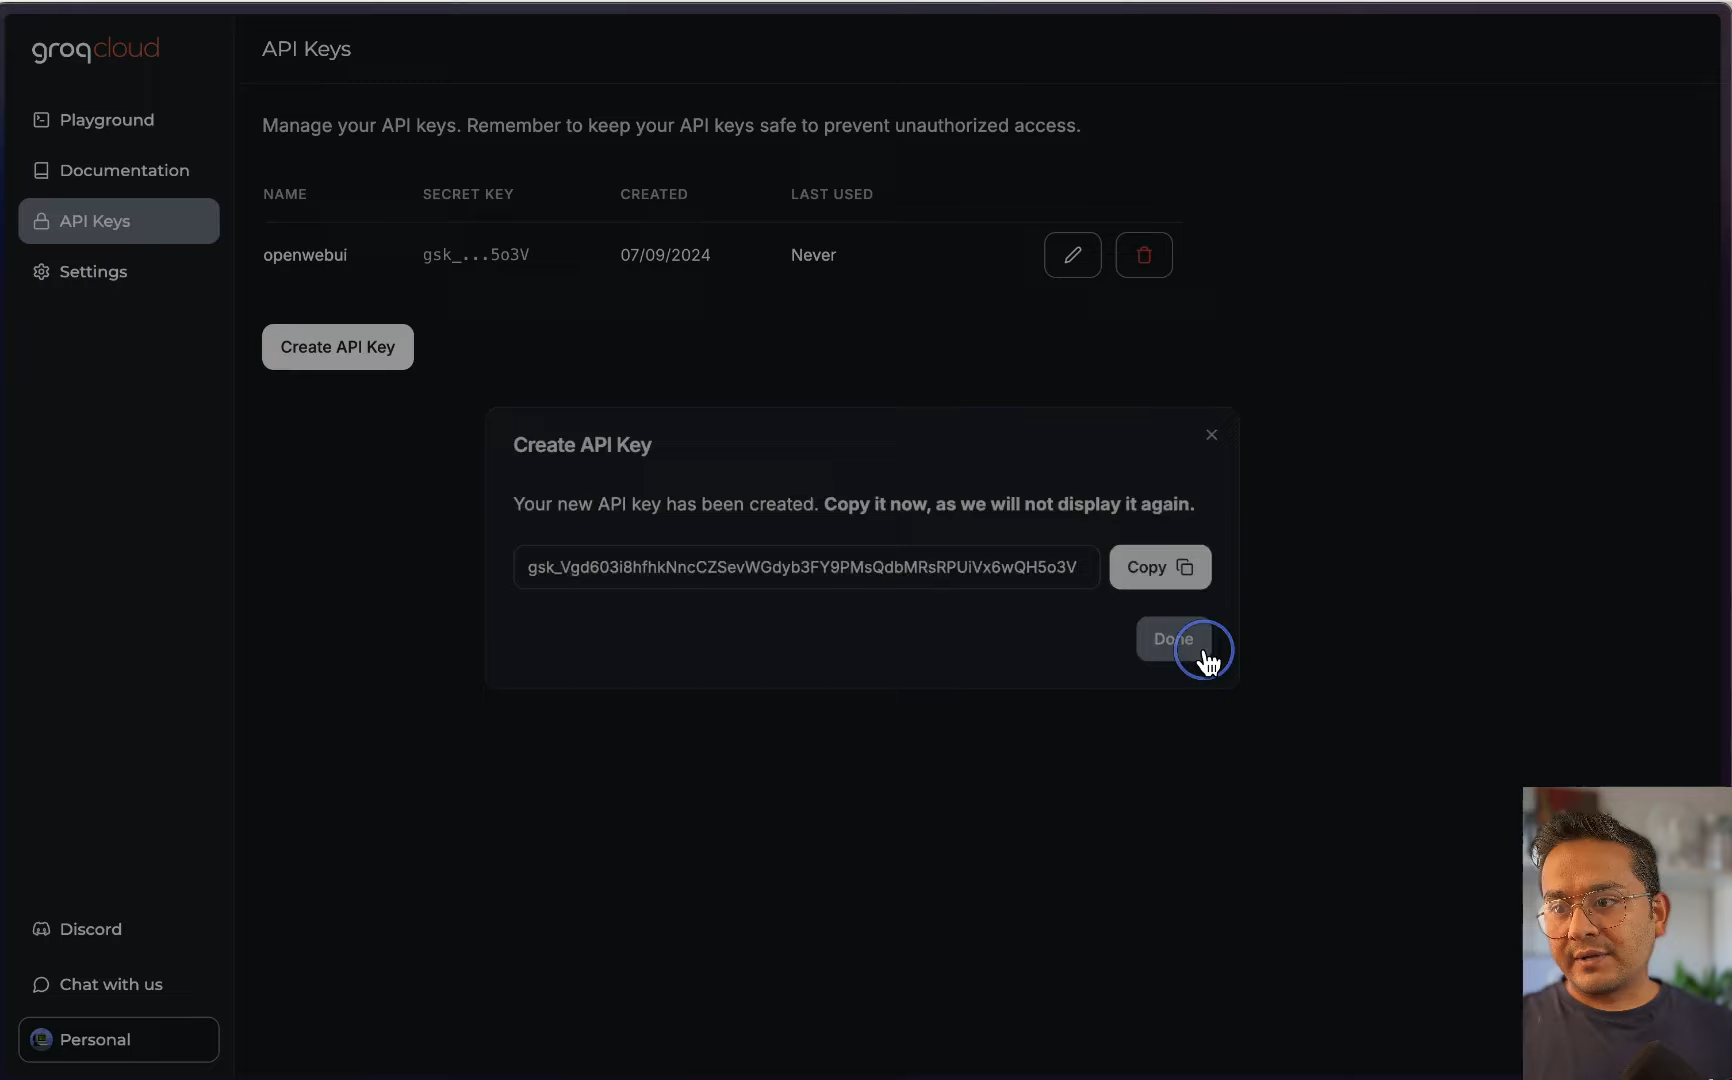 groqcloud
Playground
Documentation
API Keys
Settings
Discord
Chat with us
Personal
API Keys
Manage your API keys. Remember to keep your API keys safe to prevent unauthorized access.
NAME SECRET KEY CREATED LAST USED
openwebui gsk_...5o3V 07/09/2024 Never
Create API Key
Create API Key
Your new API key has been created. Copy it now, as we will not display it again.
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 Copy
Done